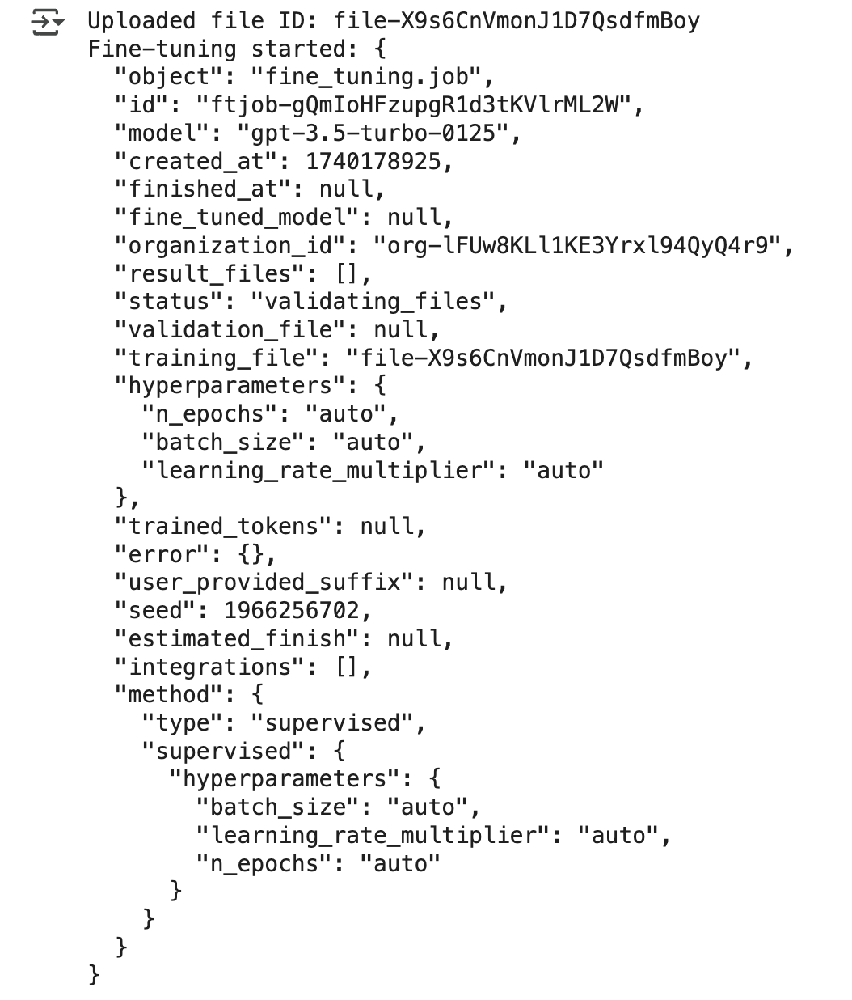 Uploaded file ID: file-X9s6CnVmonJ1D7QsdfmBoy
Fine-tuning started: {
  "object": "fine_tuning.job",
  "id": "ftjob-gQmIoHFzupgR1d3tKVlrML2W",
  "model": "gpt-3.5-turbo-0125",
  "created_at": 1740178925,
  "finished_at": null,
  "fine_tuned_model": null,
  "organization_id": "org-lFUw8KLl1KE3Yrxl94QyQ4r9",
  "result_files": [],
  "status": "validating_files",
  "validation_file": null,
  "training_file": "file-X9s6CnVmonJ1D7QsdfmBoy",
  "hyperparameters": {
    "n_epochs": "auto",
    "batch_size": "auto",
    "learning_rate_multiplier": "auto"
  },
  "trained_tokens": null,
  "error": {},
  "user_provided_suffix": null,
  "seed": 1966256702,
  "estimated_finish": null,
  "integrations": [],
  "method": {
    "type": "supervised",
    "supervised": {
      "hyperparameters": {
        "batch_size": "auto",
        "learning_rate_multiplier": "auto",
        "n_epochs": "auto"
      }
    }
  }
}